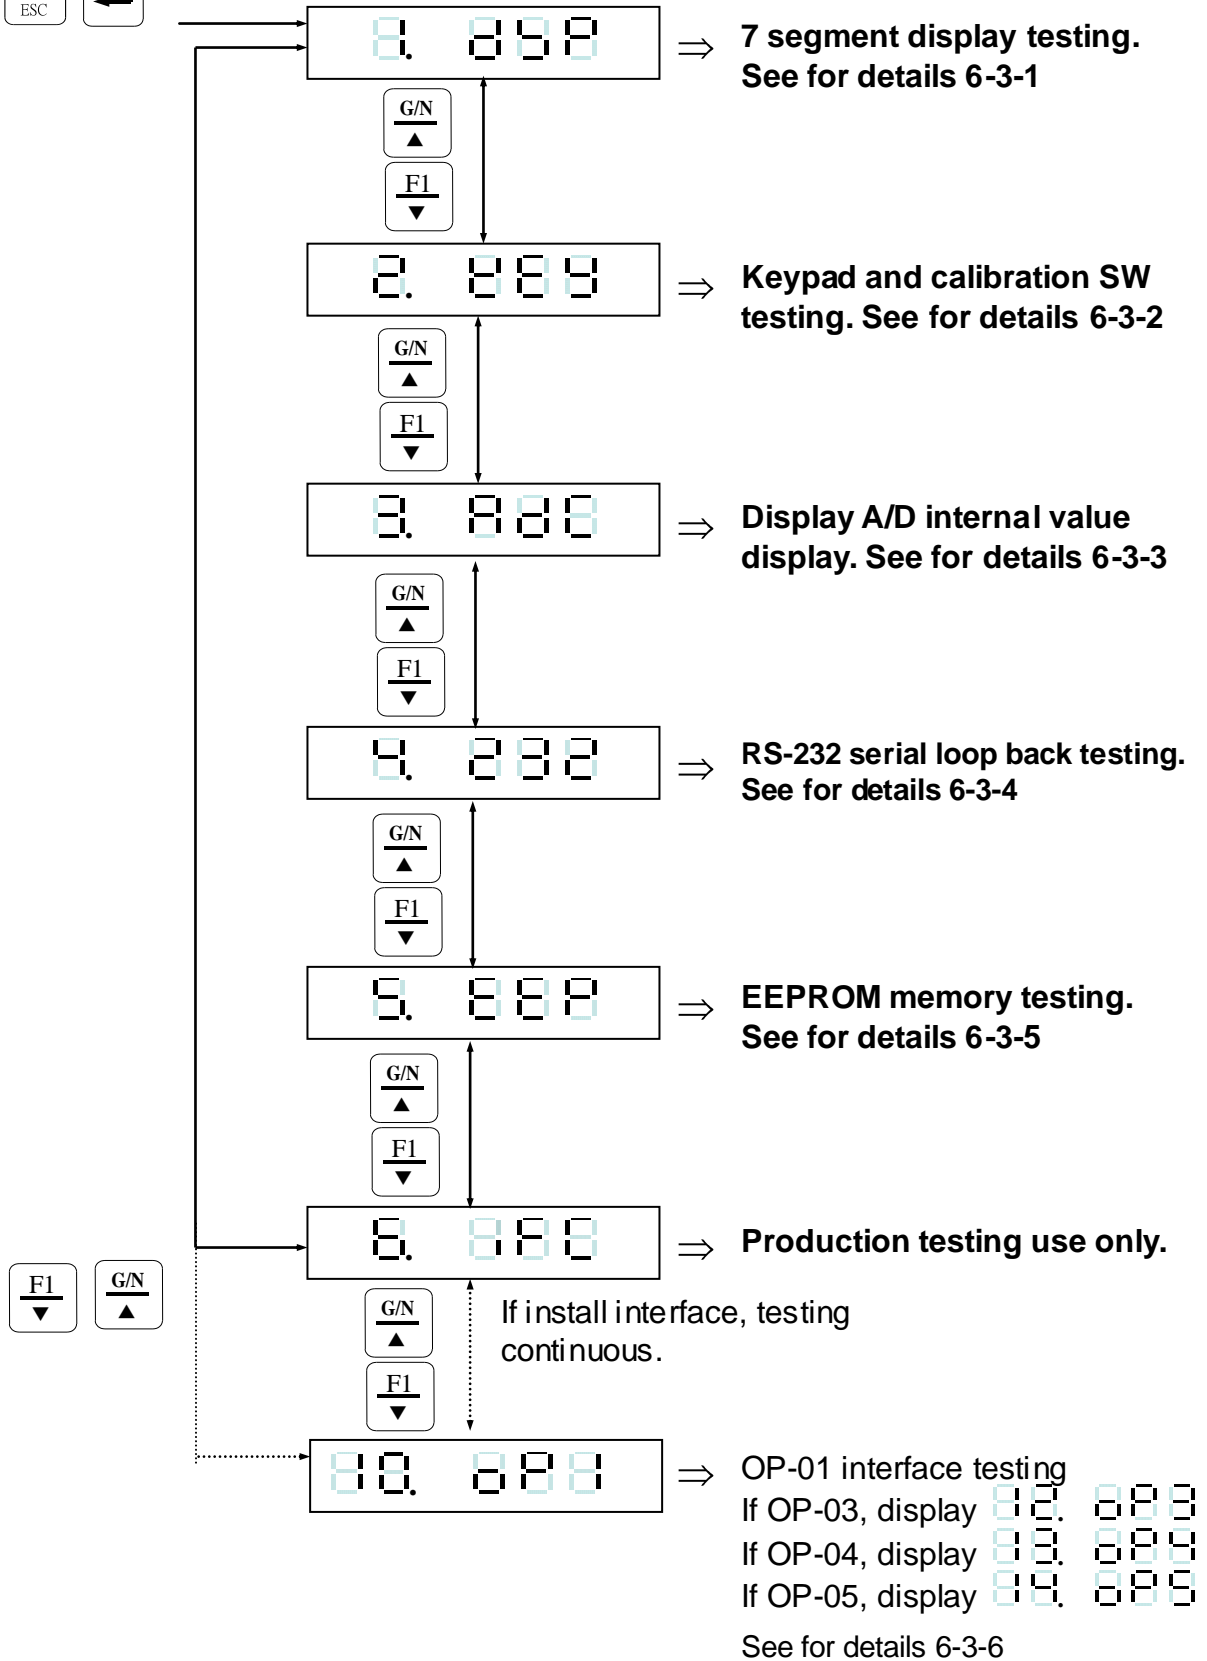 ESC
1. dSP
7 segment display testing.
See for details 6-3-1
G/N
F1
2. KEY
Keypad and calibration SW
testing. See for details 6-3-2
G/N
F1
3. AdC
Display A/D internal value
display. See for details 6-3-3
G/N
F1
4. 232
RS-232 serial loop back testing.
See for details 6-3-4
G/N
F1
5. EEP
EEPROM memory testing.
See for details 6-3-5
G/N
F1
6. iFC
Production testing use only.
F1 G/N
G/N
F1
If install interface, testing
continuous.
10. oP1
OP-01 interface testing
If OP-03, display 12. oP3
If OP-04, display 13. oP4
If OP-05, display 14. oP5
See for details 6-3-6